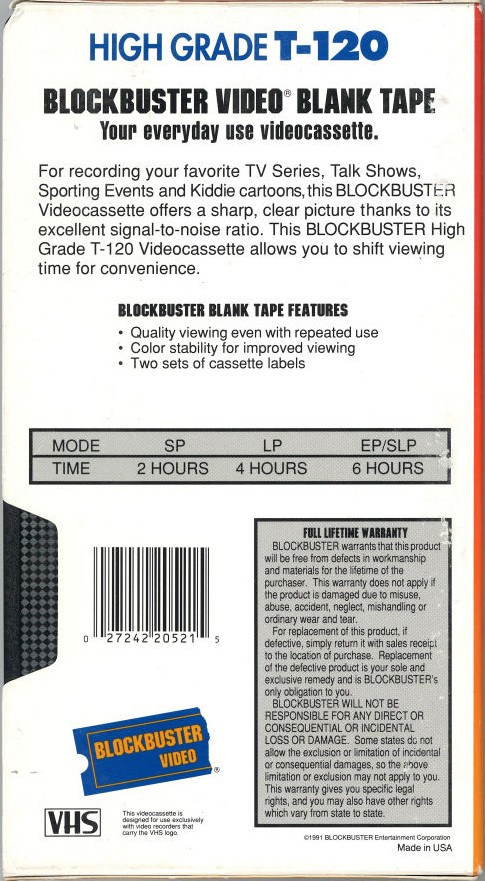 HIGH GRADE T-120
BLOCKBUSTER VIDEO® BLANK TAPE
Your everyday use videocassette.
For recording your favorite TV Series, Talk Shows,
Sporting Events and Kiddie cartoons, this BLOCKBUSTER
Videocassette offers a sharp, clear picture thanks to its
excellent signal-to-noise ratio. This BLOCKBUSTER High
Grade T-120 Videocassette allows you to shift viewing
time for convenience.
BLOCKBUSTER BLANK TAPE FEATURES
• Quality viewing even with repeated use
• Color stability for improved viewing
• Two sets of cassette labels
MODE SP LP EP/SLP
TIME 2 HOURS 4 HOURS 6 HOURS
0 27242 20521 5
BLOCKBUSTER
VIDEO ®
VHS
This videocassette is
designed for use exclusively
with video recorders that
carry the VHS logo.
FULL LIFETIME WARRANTY
BLOCKBUSTER warrants that this product
will be free from defects in workmanship
and materials for the lifetime of the
purchaser. This warranty does not apply if
the product is damaged due to misuse,
abuse, accident, neglect, mishandling or
ordinary wear and tear.
For replacement of this product, if
defective, simply return it with sales receipt
to the location of purchase. Replacement
of the defective product is your sole and
exclusive remedy and is BLOCKBUSTER's
only obligation to you.
BLOCKBUSTER WILL NOT BE
RESPONSIBLE FOR ANY DIRECT OR
CONSEQUENTIAL OR INCIDENTAL
LOSS OR DAMAGE. Some states do not
allow the exclusion or limitation of incidental
or consequential damages, so the above
limitation or exclusion may not apply to you.
This warranty gives you specific legal
rights, and you may also have other rights
which vary from state to state.
©1991 BLOCKBUSTER Entertainment Corporation
Made in USA